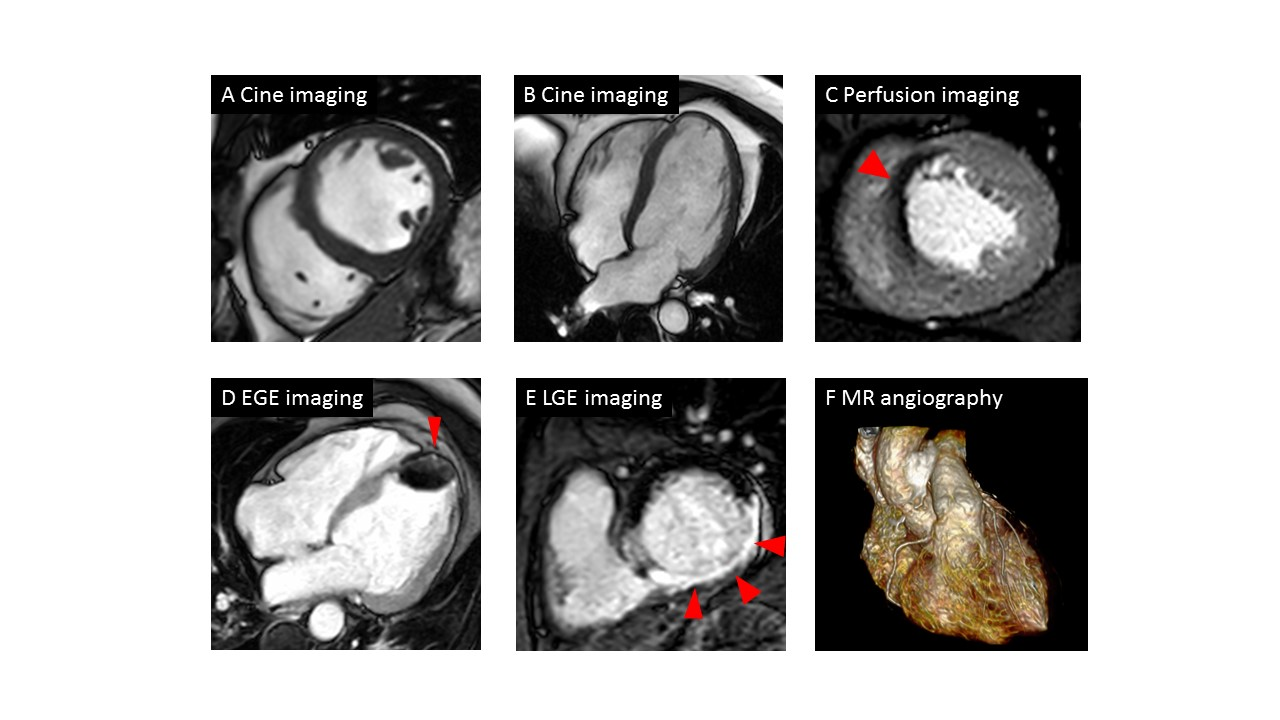 A Cine imaging
B Cine imaging
C Perfusion imaging
D EGE imaging
E LGE imaging
F MR angiography